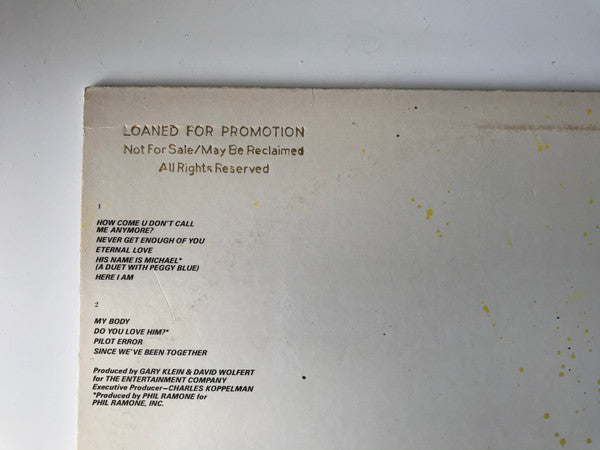 LOANED FOR PROMOTION
Not For Sale/May Be Reclaimed
All Rights Reserved
1
HOW COME U DON'T CALL
ME ANYMORE?
NEVER GET ENOUGH OF YOU
ETERNAL LOVE
HIS NAME IS MICHAEL*
(A DUET WITH PEGGY BLUE)
HERE I AM
2
MY BODY
DO YOU LOVE HIM?*
PILOT ERROR
SINCE WE'VE BEEN TOGETHER
Produced by GARY KLEIN & DAVID WOLFERT
for THE ENTERTAINMENT COMPANY
Executive Producer—CHARLES KOPPELMAN
*Produced by PHIL RAMONE for
PHIL RAMONE, INC.